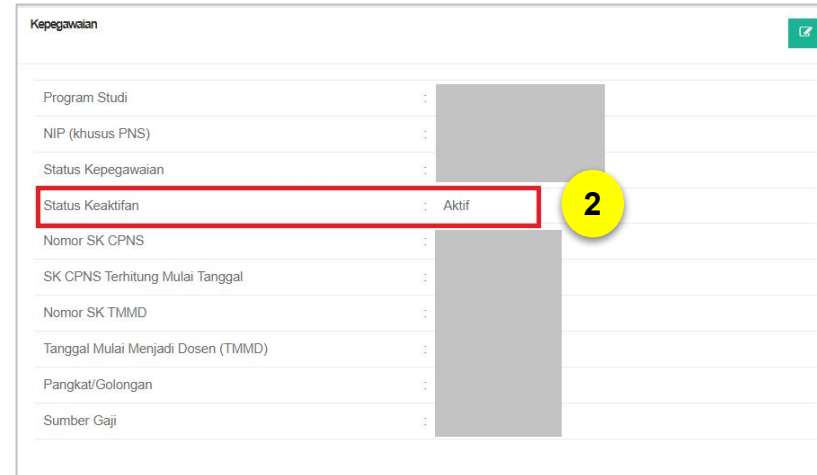 Kepegawaian
Program Studi :
NIP (khusus PNS) :
Status Kepegawaian :
Status Keaktifan : Aktif 2
Nomor SK CPNS :
SK CPNS Terhitung Mulai Tanggal :
Nomor SK TMMD :
Tanggal Mulai Menjadi Dosen (TMMD) :
Pangkat/Golongan :
Sumber Gaji :